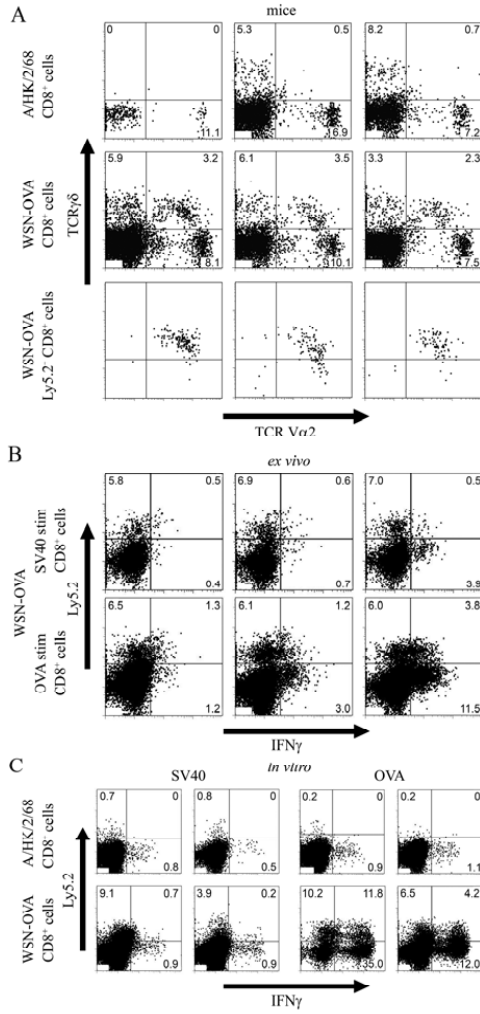 A
mice
A/HK/2/68
CD8+ cells
0 0
11.1
5.3 0.5
16.9
8.2 0.7
17.2
TCRγδ
WSN-OVA
CD8+ cells
5.9 3.2
8.1
6.1 3.5
10.1
3.3 2.3
7.5
WSN-OVA
Ly5.2- CD8+ cells
TCR Vα2
B
ex vivo
WSN-OVA
SV40 stim
CD8+ cells
5.8 0.5
0.4
6.9 0.6
0.7
7.0 0.5
3.9
Ly5.2
OVA stim
CD8+ cells
6.5 1.3
1.2
6.1 1.2
3.0
6.0 3.8
11.5
IFNγ
C
in vitro
SV40 OVA
A/HK/2/68
CD8+ cells
0.7 0
0.8
0.8 0
0.5
0.2 0
0.9
0.2 0
1.1
Ly5.2
WSN-OVA
CD8+ cells
9.1 0.7
0.9
3.9 0.2
0.9
10.2 11.8
35.0
6.5 4.2
12.0
IFNγ